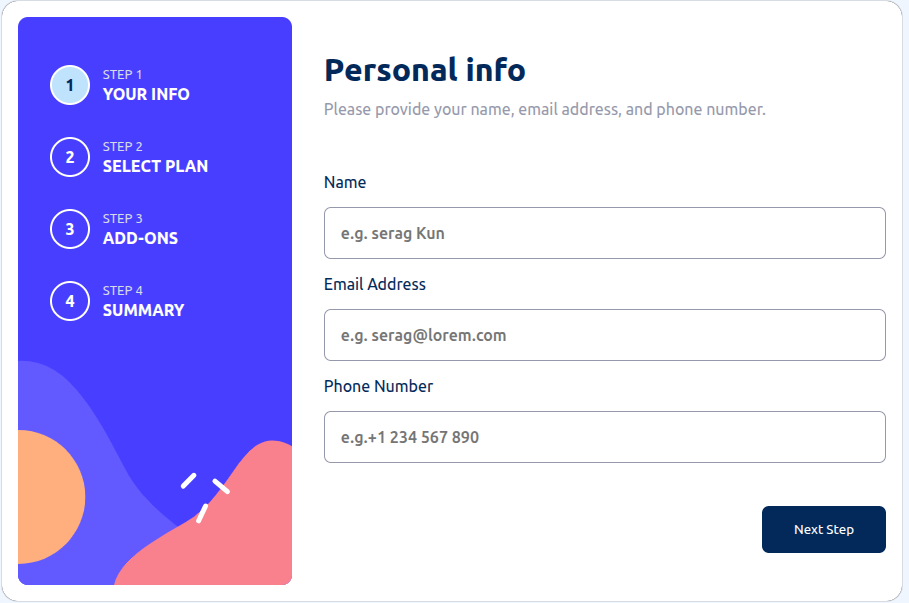 1
STEP 1
YOUR INFO
2
STEP 2
SELECT PLAN
3
STEP 3
ADD-ONS
4
STEP 4
SUMMARY
Personal info
Please provide your name, email address, and phone number.
Name
e.g. serag Kun
Email Address
e.g. serag@lorem.com
Phone Number
e.g.+1 234 567 890
Next Step